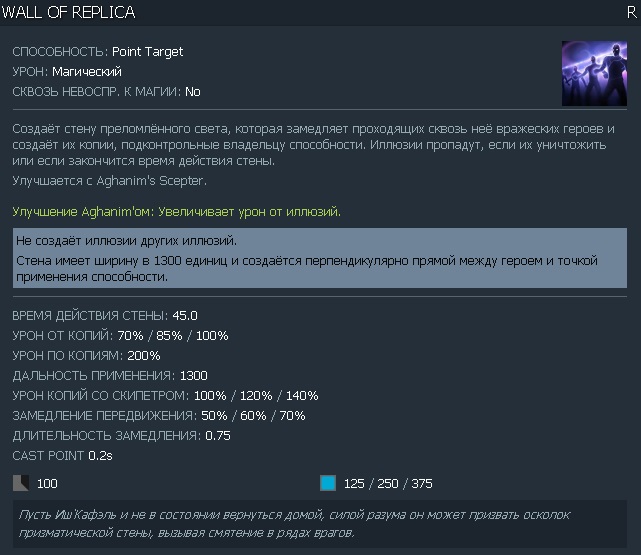 WALL OF REPLICA R
СПОСОБНОСТЬ: Point Target
УРОН: Магический
СКВОЗЬ НЕВОСПР. К МАГИИ: No
Создаёт стену преломлённого света, которая замедляет проходящих сквозь неё вражеских героев и
создаёт их копии, подконтрольные владельцу способности. Иллюзии пропадут, если их уничтожить
или если закончится время действия стены.
Улучшается с Aghanim's Scepter.
Улучшение Aghanim'ом: Увеличивает урон от иллюзий.
Не создаёт иллюзии других иллюзий.
Стена имеет ширину в 1300 единиц и создаётся перпендикулярно прямой между героем и точкой
применения способности.
ВРЕМЯ ДЕЙСТВИЯ СТЕНЫ: 45.0
УРОН ОТ КОПИЙ: 70% / 85% / 100%
УРОН ПО КОПИЯМ: 200%
ДАЛЬНОСТЬ ПРИМЕНЕНИЯ: 1300
УРОН КОПИЙ СО СКИПЕТРОМ: 100% / 120% / 140%
ЗАМЕДЛЕНИЕ ПЕРЕДВИЖЕНИЯ: 50% / 60% / 70%
ДЛИТЕЛЬНОСТЬ ЗАМЕДЛЕНИЯ: 0.75
CAST POINT 0.2s
100 125 / 250 / 375
Пусть Иш'Кафэль и не в состоянии вернуться домой, силой разума он может призвать осколок
призматической стены, вызывая смятение в рядах врагов.